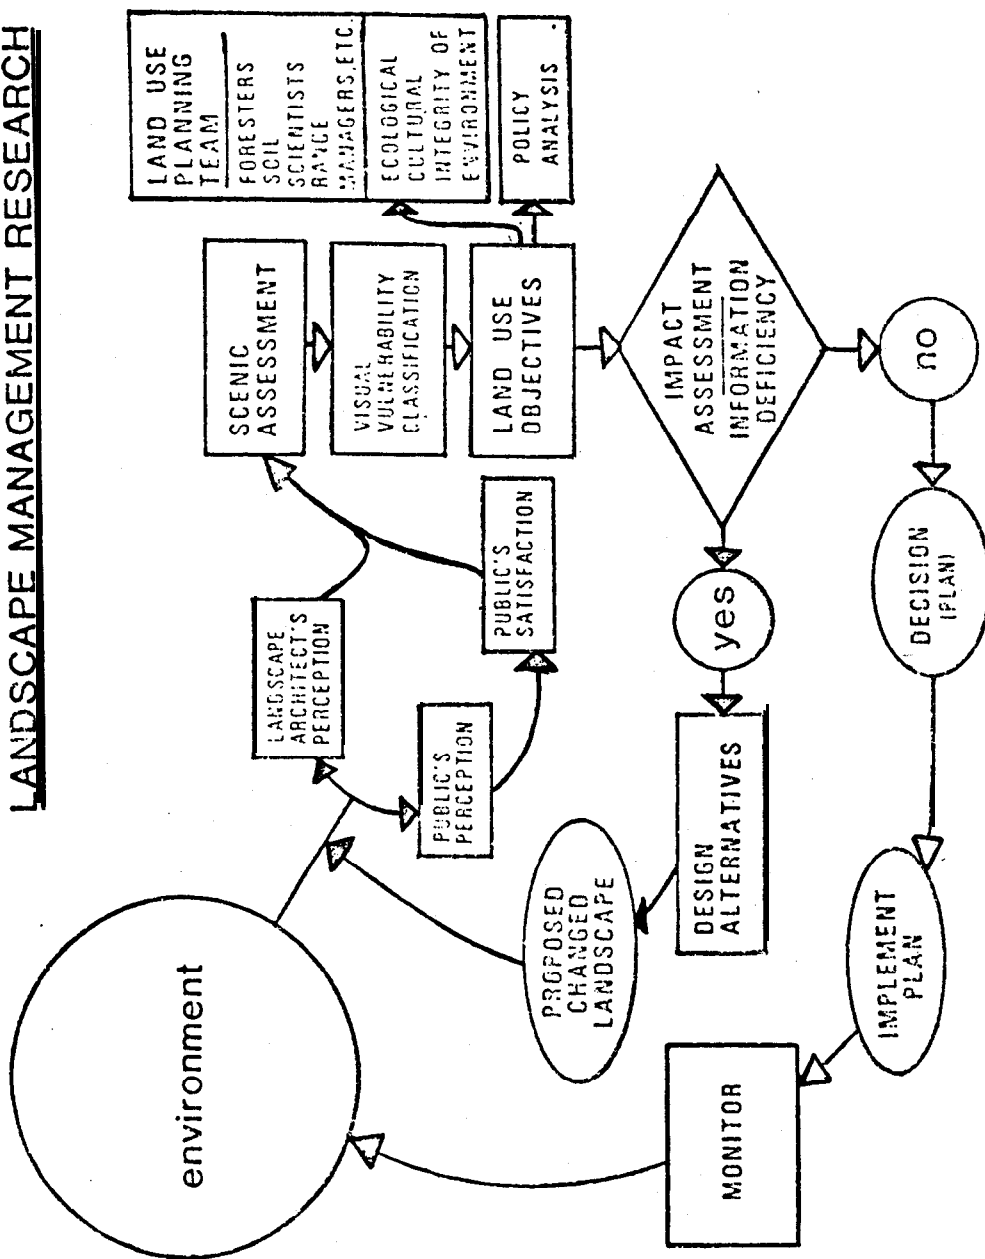 LANDSCAPE MANAGEMENT RESEARCH
LAND USE
PLANNING
TEAM
FORESTERS
SOIL
SCIENTISTS
RANGE
MANAGERS,ETC.
ECOLOGICAL
CULTURAL
INTEGRITY OF
ENVIRONMENT
POLICY
ANALYSIS
SCENIC
ASSESSMENT
VISUAL
VULNERABILITY
CLASSIFICATION
LAND USE
OBJECTIVES
IMPACT
ASSESSMENT
INFORMATION
DEFICIENCY
no
DECISION
(PLAN)
IMPLEMENT
PLAN
MONITOR
environment
yes
DESIGN
ALTERNATIVES
PROPOSED
CHANGED
LANDSCAPE
LANDSCAPE
ARCHITECT'S
PERCEPTION
PUBLIC'S
PERCEPTION
PUBLIC'S
SATISFACTION